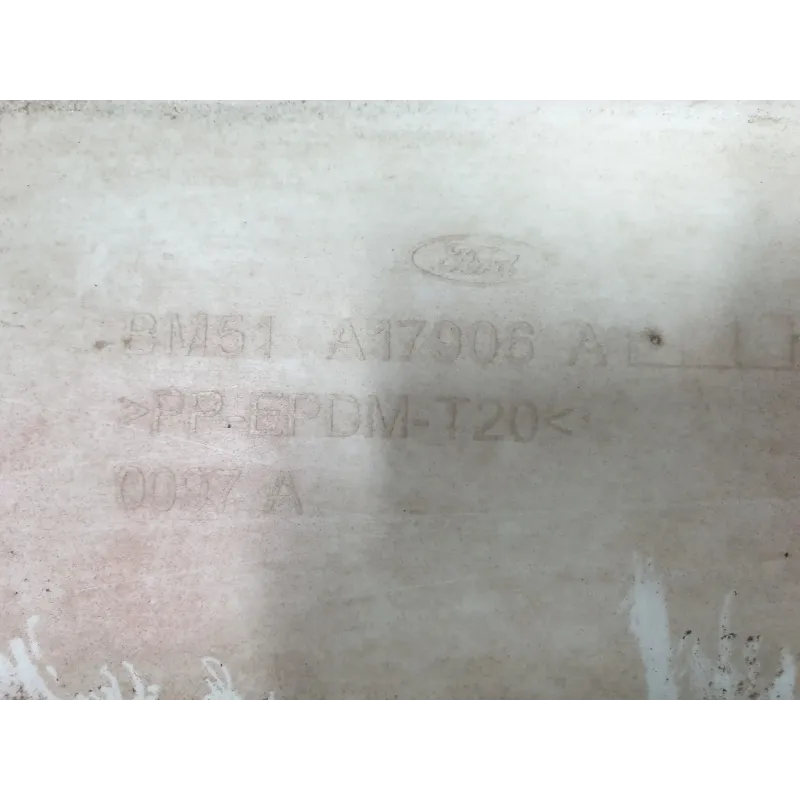 Ford
BM51 A17906 A
>PP-EPDM-T20<
0097 A